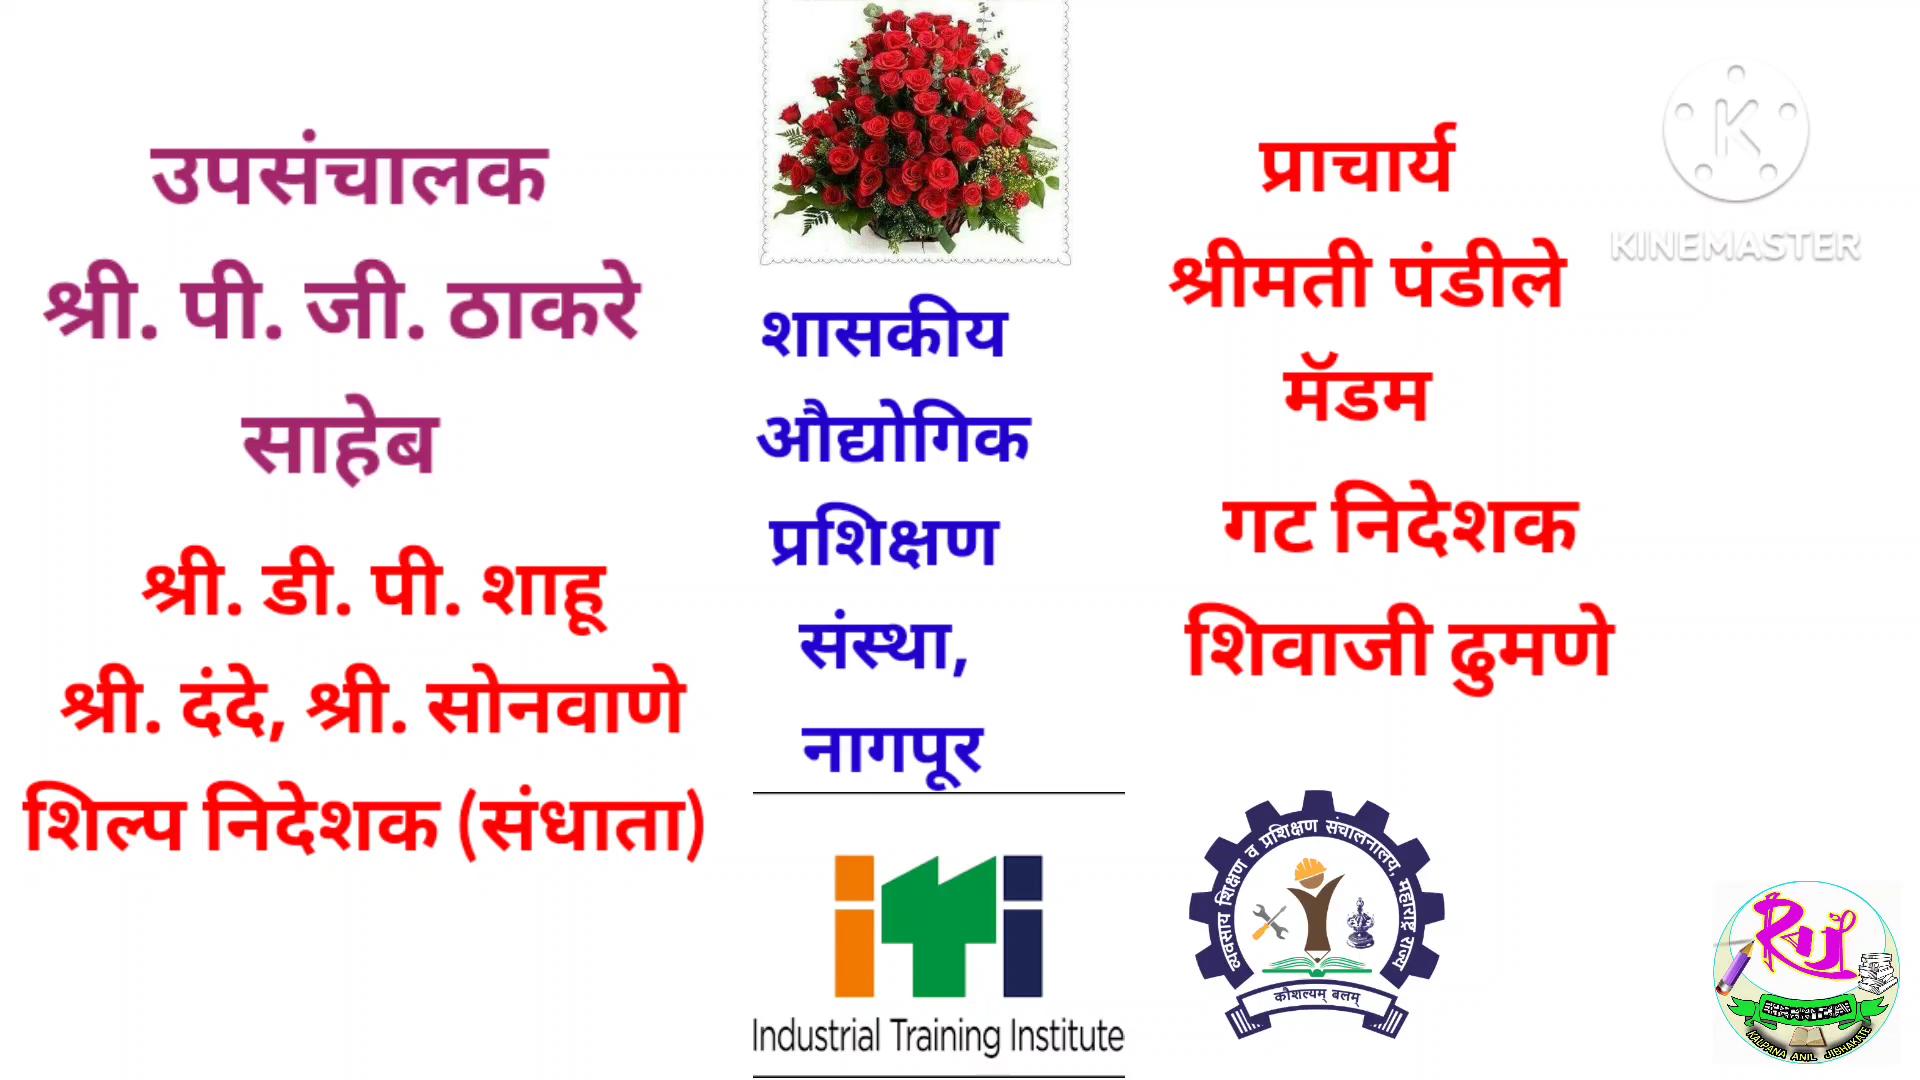 उपसंचालक
श्री. पी. जी. ठाकरे
साहेब
श्री. डी. पी. शाहू
श्री. दंदे, श्री. सोनवाणे
शिल्प निदेशक (संधाता)
शासकीय
औद्योगिक
प्रशिक्षण
संस्था,
नागपूर
Industrial Training Institute
प्राचार्य
श्रीमती पंडीले
मॅडम
गट निदेशक
शिवाजी ढुमणे
व्यवसाय शिक्षण व प्रशिक्षण संचालनालय, महाराष्ट्र राज्य
कौशल्यम् बलम्
K
KINEMASTER
KALPANA ANIL JIBHAKATE